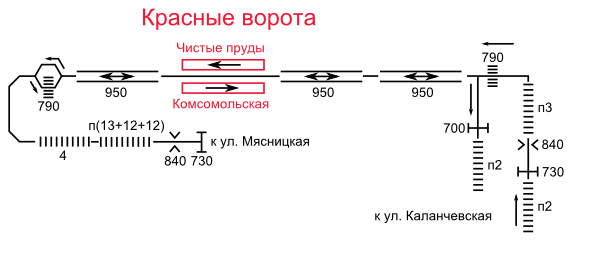 Красные ворота
Чистые пруды
790
790
950
950
950
Комсомольская
п3
п(13+12+12)
700
к ул. Мясницкая
840
4
840
730
п2
730
п2
к ул. Каланчевская